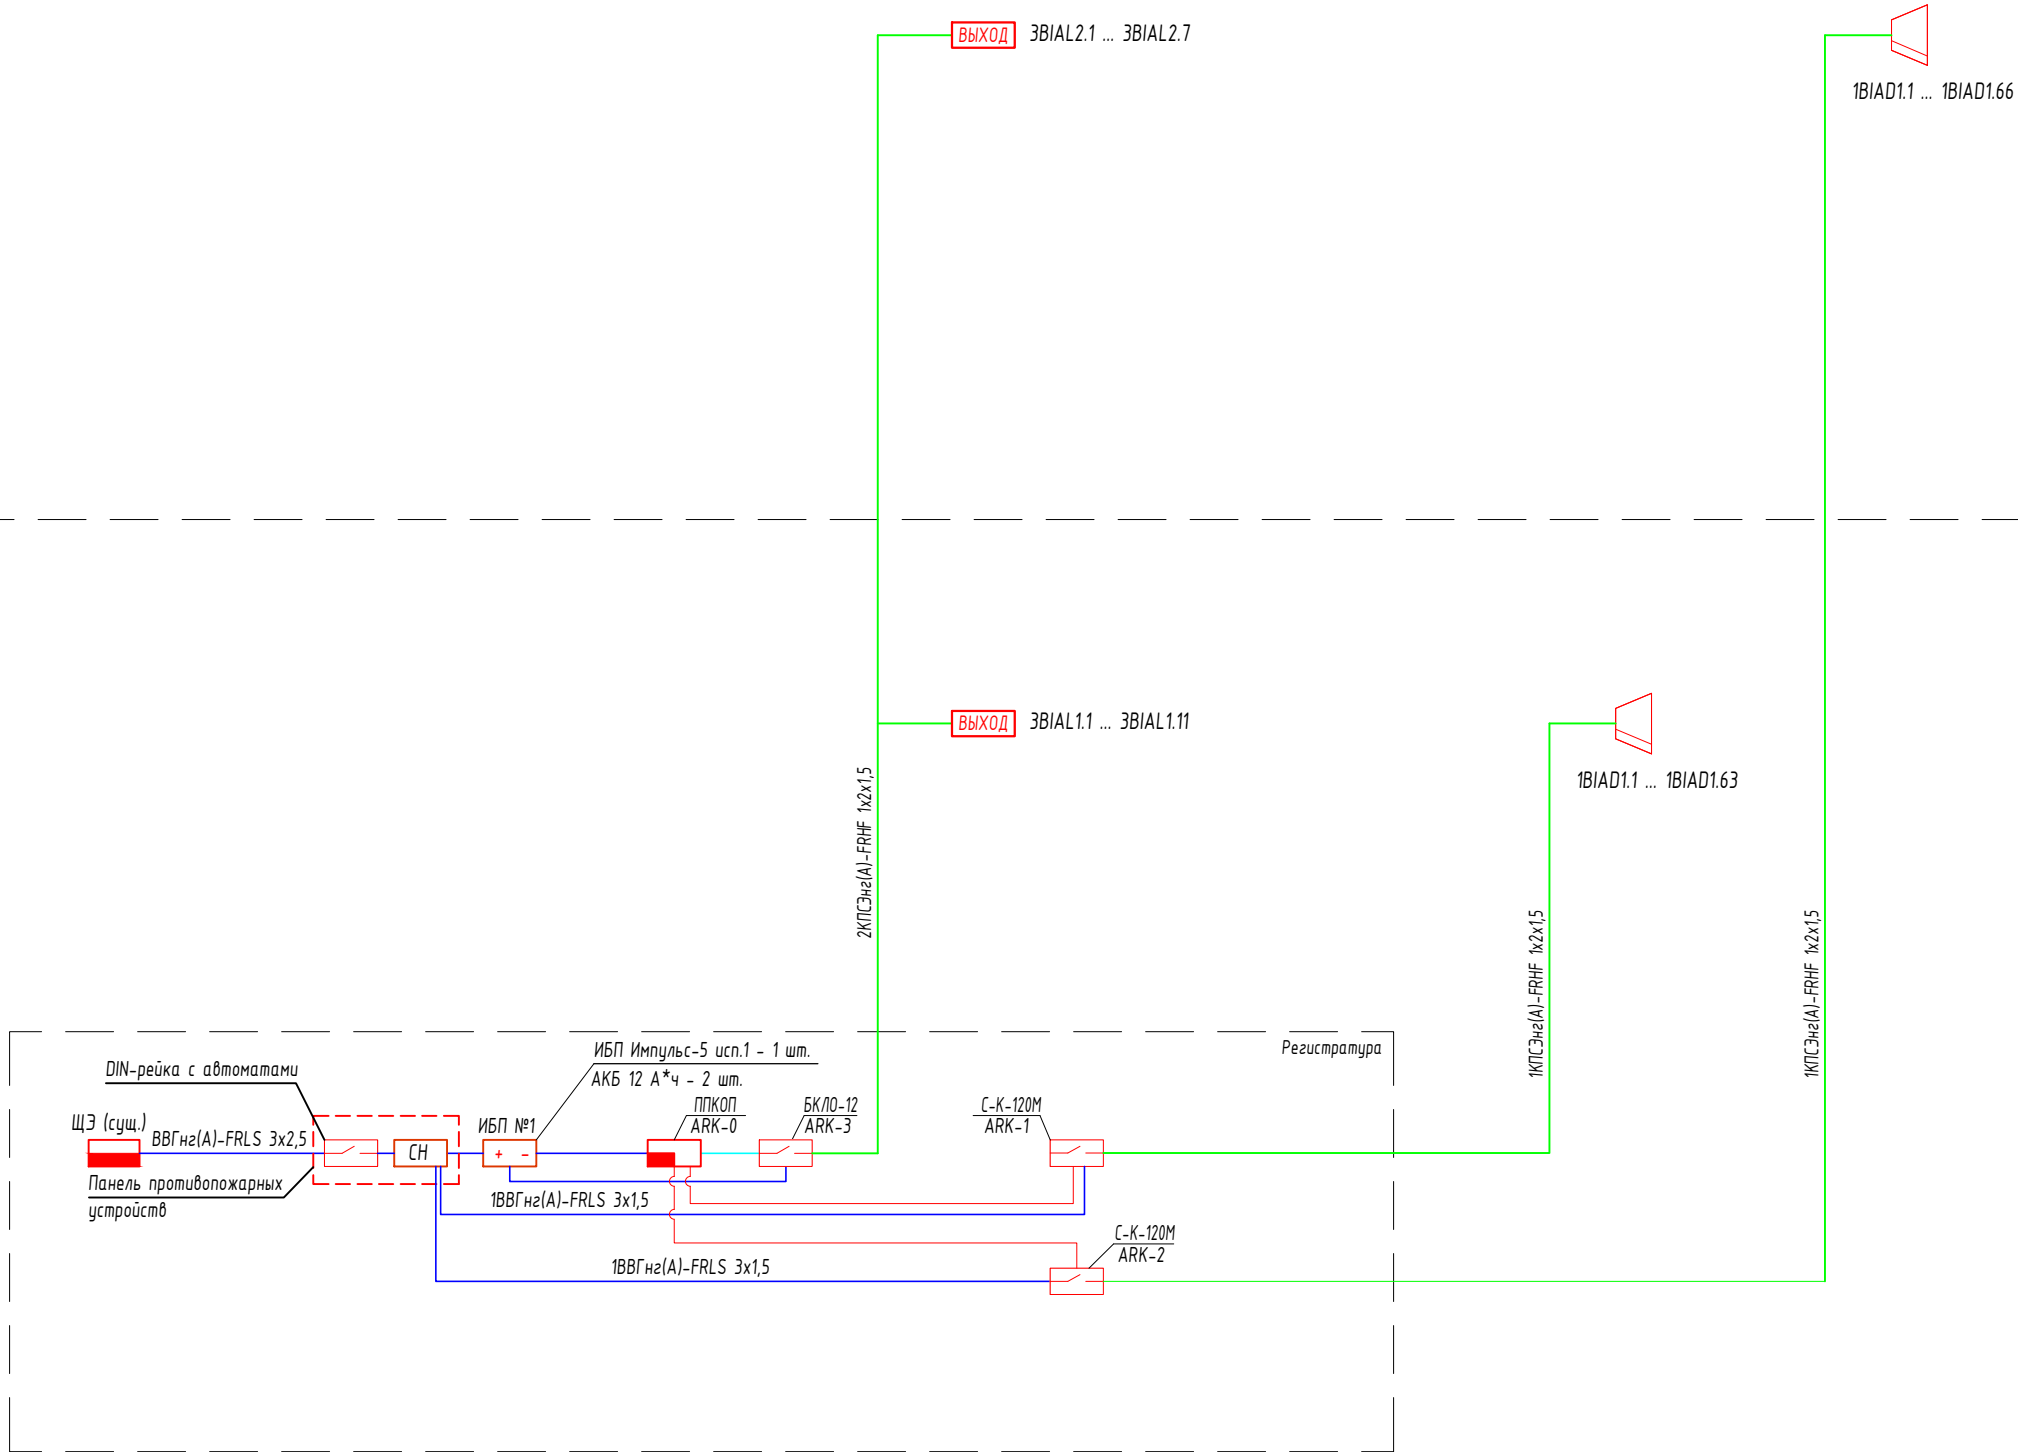 ВЫХОД 3BIAL2.1 ... 3BIAL2.7
1BIAD1.1 ... 1BIAD1.66
ВЫХОД 3BIAL1.1 ... 3BIAL1.11
1BIAD1.1 ... 1BIAD1.63
2КПСЭнг(А)-FRHF 1х2х1,5
1КПСЭнг(А)-FRHF 1х2х1,5
1КПСЭнг(А)-FRHF 1х2х1,5
Регистратура
ИБП Импульс-5 исп.1 - 1 шт.
АКБ 12 А*ч - 2 шт.
DIN-рейка с автоматами
ЩЭ (сущ.)
ВВГнг(А)-FRLS 3х2,5
СН
ИБП №1
+ -
ППКОП
ARK-0
БК/10-12
ARK-3
С-К-120М
ARK-1
Панель противопожарных
устройств
1ВВГнг(А)-FRLS 3х1,5
С-К-120М
ARK-2
1ВВГнг(А)-FRLS 3х1,5